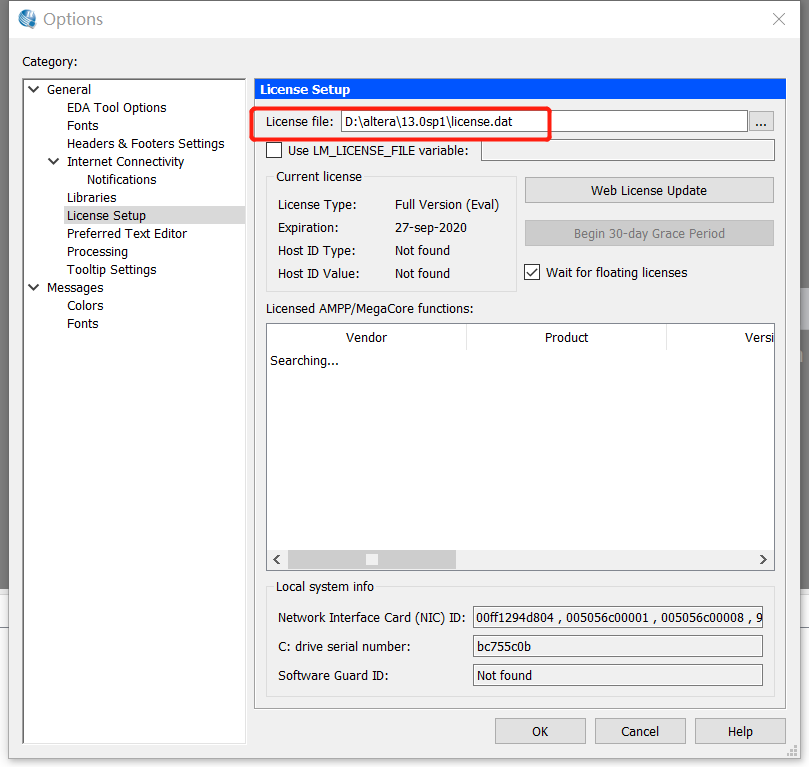 Options
Category:
General
EDA Tool Options
Fonts
Headers & Footers Settings
Internet Connectivity
Notifications
Libraries
License Setup
Preferred Text Editor
Processing
Tooltip Settings
Messages
Colors
Fonts
License Setup
License file: D:\altera\13.0sp1\license.dat ...
Use LM_LICENSE_FILE variable:
Current license
License Type: Full Version (Eval)
Expiration: 27-sep-2020
Host ID Type: Not found
Host ID Value: Not found
Web License Update
Begin 30-day Grace Period
Wait for floating licenses
Licensed AMPP/MegaCore functions:
Vendor Product Versi
Searching...
Local system info
Network Interface Card (NIC) ID: 00ff1294d804 , 005056c00001 , 005056c00008 , 9
C: drive serial number: bc755c0b
Software Guard ID: Not found
OK Cancel Help